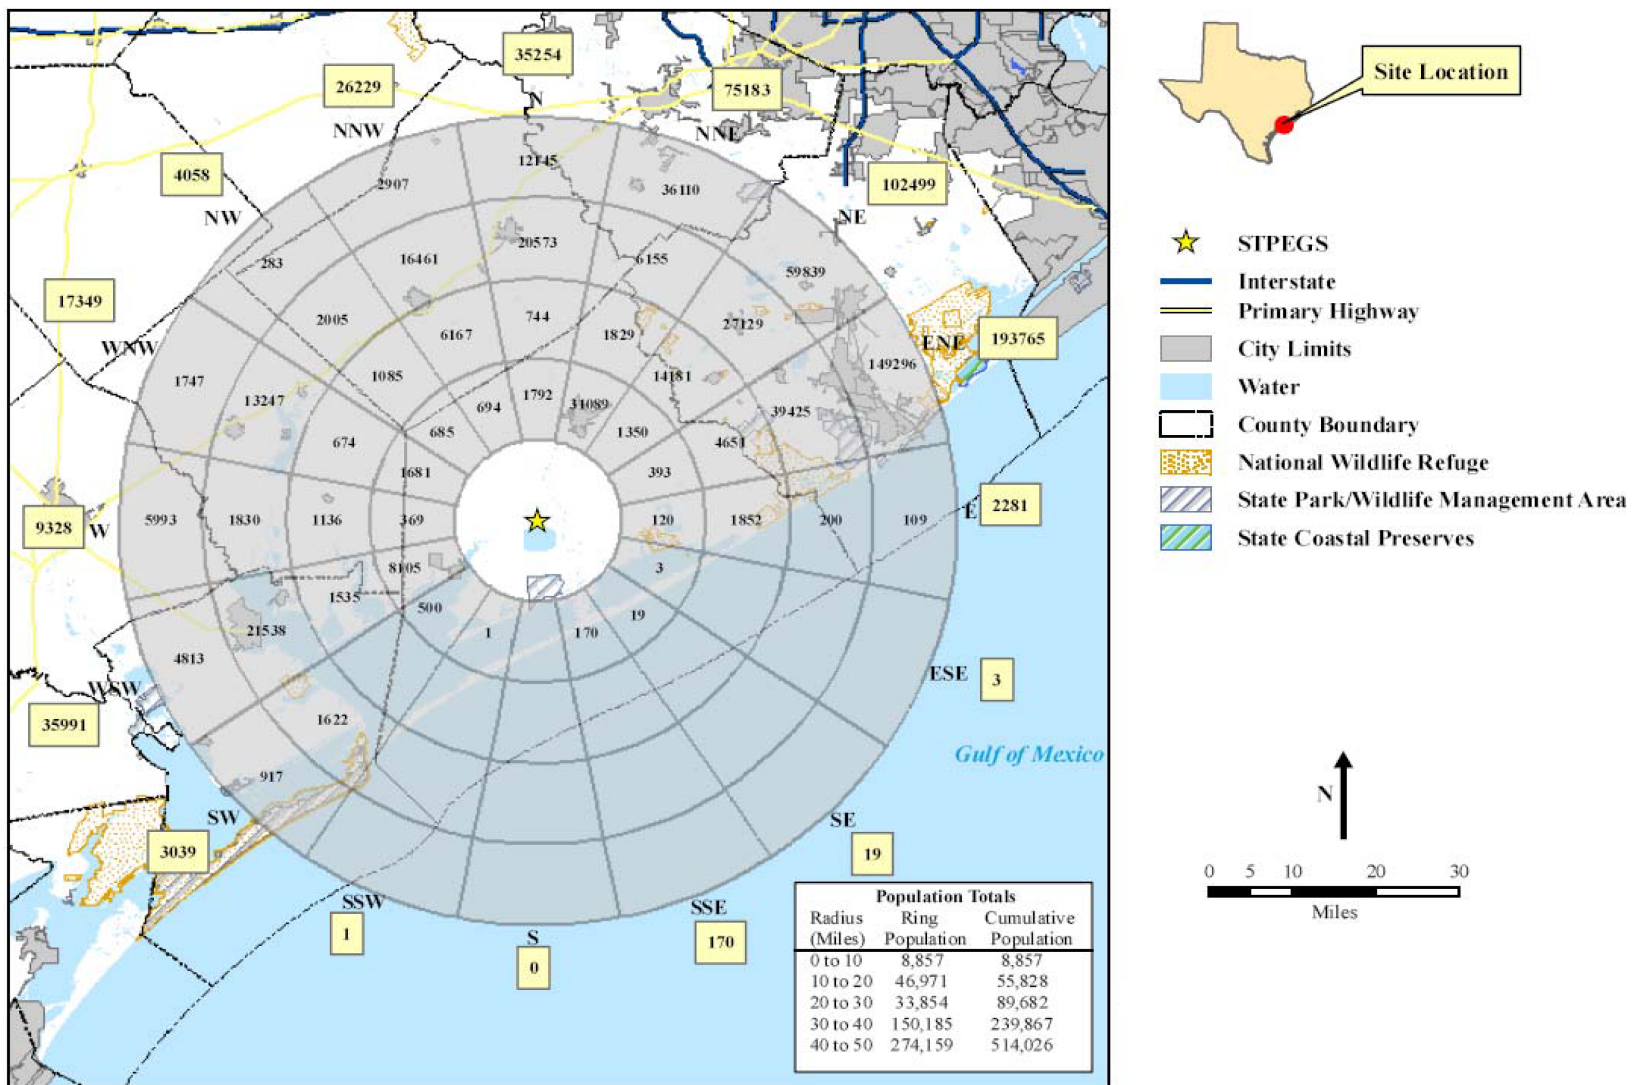 35254
26229
75183
N
NNW
NNE
4058
12145
102499
2907
36110
NW
NE
20573
16461
6155
283
59839
17349
2005
744
27129
6167
1829
193765
WNW
ENE
149296
1747
1085
14181
13247
694
1792
31089
39425
674
685
1350
4651
1681
393
9328
W
5993
1830
1136
369
120
1852
200
109
E
2281
8105
3
1535
500
19
21538
1
170
4813
ESE
3
WSW
35991
1622
Gulf of Mexico
917
SW
SE
3039
19
SSW
SSE
1
S
170
0
Population Totals
Radius Ring Cumulative
(Miles) Population Population
0 to 10 8,857 8,857
10 to 20 46,971 55,828
20 to 30 33,854 89,682
30 to 40 150,185 239,867
40 to 50 274,159 514,026
Site Location
STPEGS
Interstate
Primary Highway
City Limits
Water
County Boundary
National Wildlife Refuge
State Park/Wildlife Management Area
State Coastal Preserves
N
0 5 10 20 30
Miles